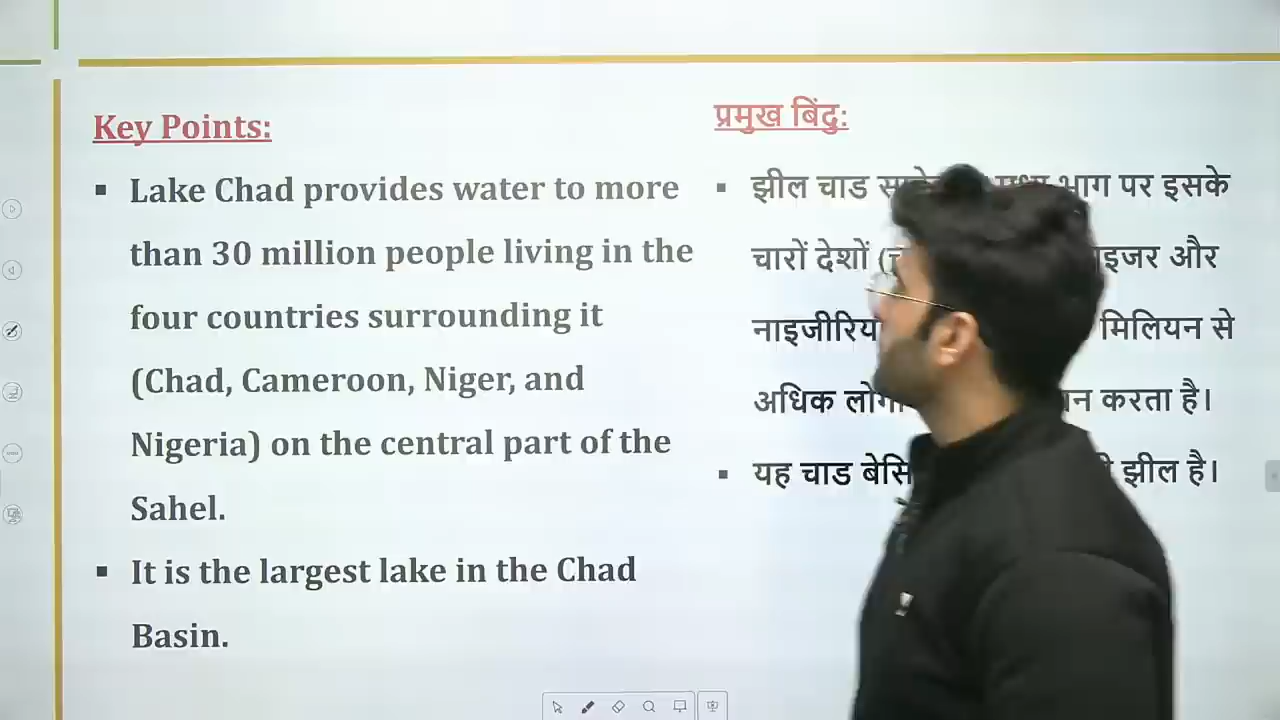 Key Points:
▪ Lake Chad provides water to more
than 30 million people living in the
four countries surrounding it
(Chad, Cameroon, Niger, and
Nigeria) on the central part of the
Sahel.
▪ It is the largest lake in the Chad
Basin.
प्रमुख बिंदु:
▪ झील चाड भाग पर इसके
चारों देशों और
मिलियन से
अधिक करता है।
▪ यह चाड झील है।